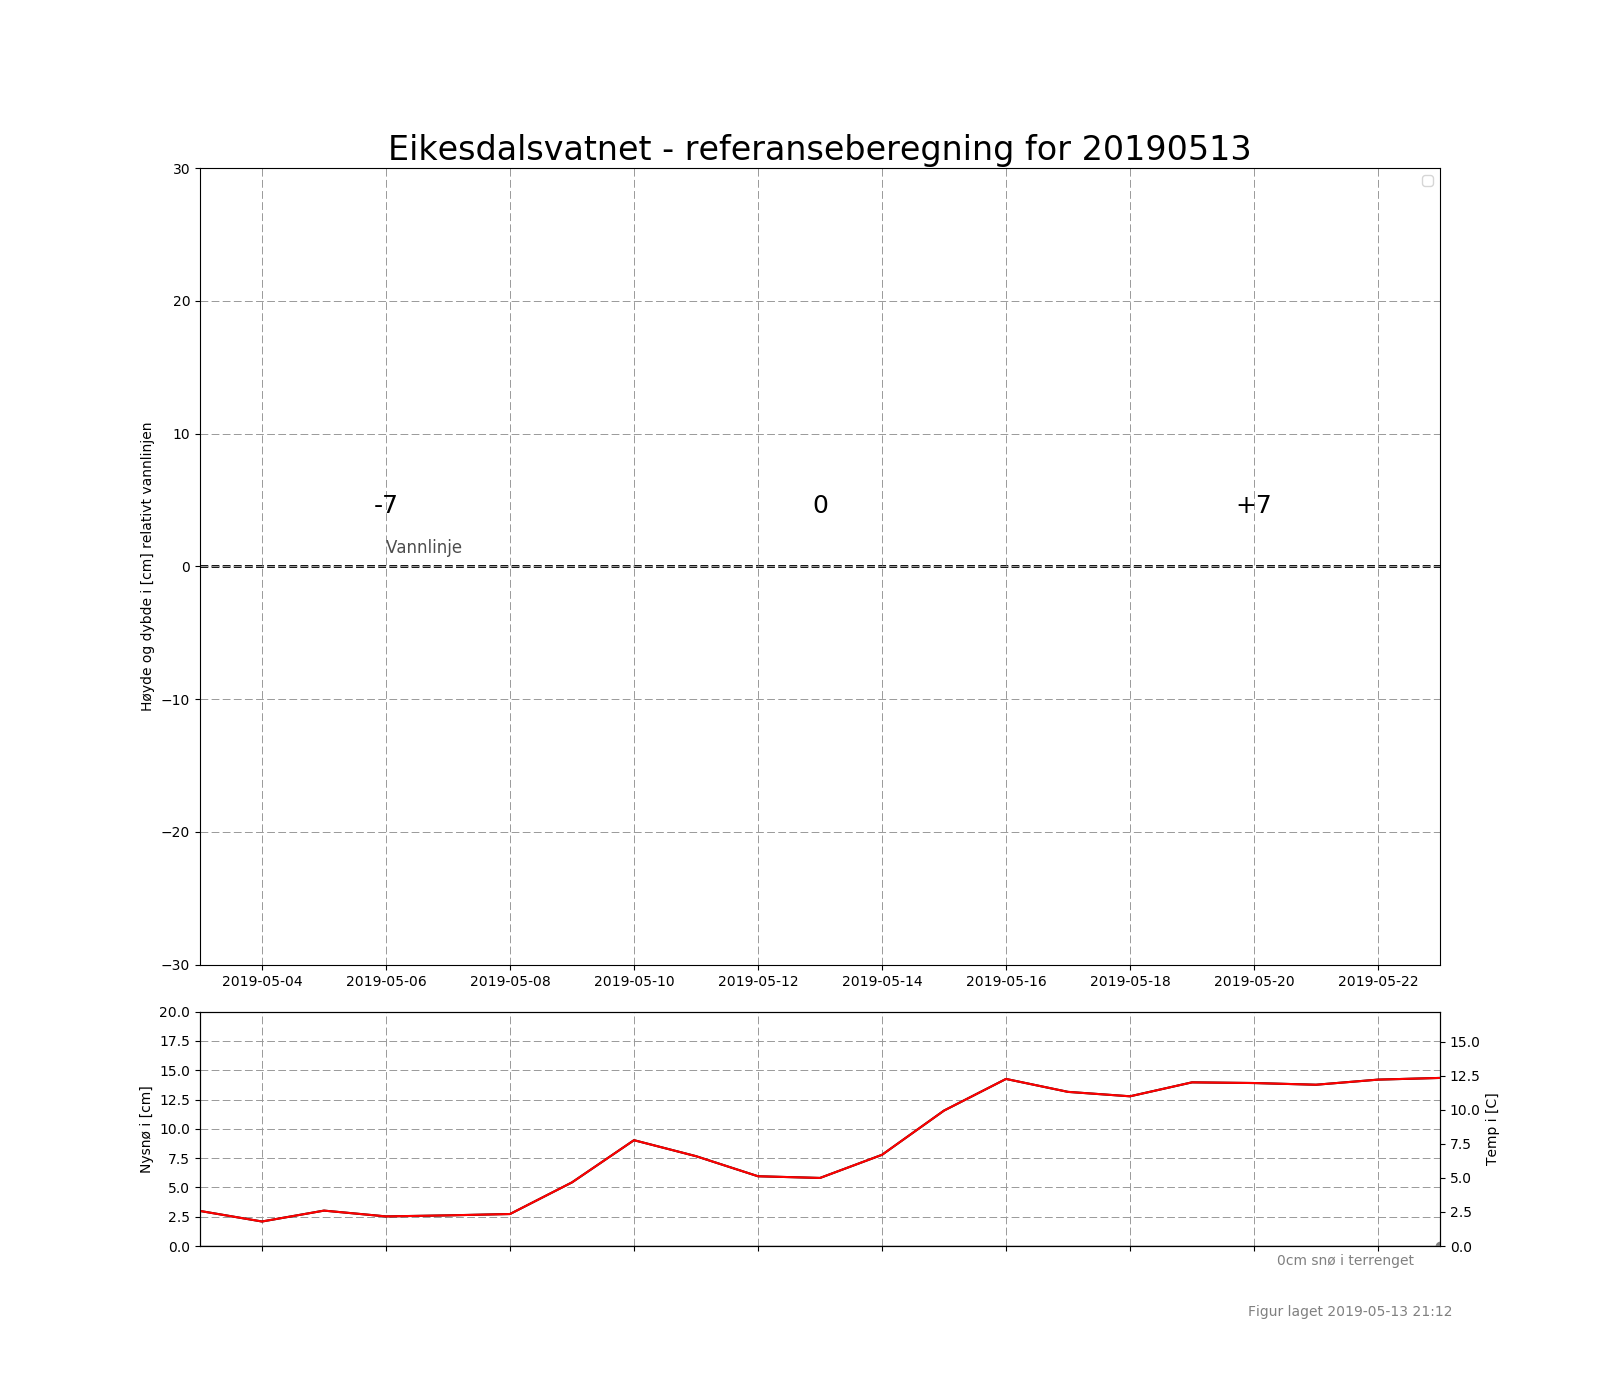 Eikesdalsvatnet - referanseberegning for 20190513
30
20
10
0
−10
−20
−30
Høyde og dybde i [cm] relativt vannlinjen
-7 0 +7
Vannlinje
2019-05-04 2019-05-06 2019-05-08 2019-05-10 2019-05-12 2019-05-14 2019-05-16 2019-05-18 2019-05-20 2019-05-22
20.0
17.5
15.0
12.5
10.0
7.5
5.0
2.5
0.0
Nysnø i [cm]
15.0
12.5
10.0
7.5
5.0
2.5
0.0
Temp i [C]
0cm snø i terrenget
Figur laget 2019-05-13 21:12